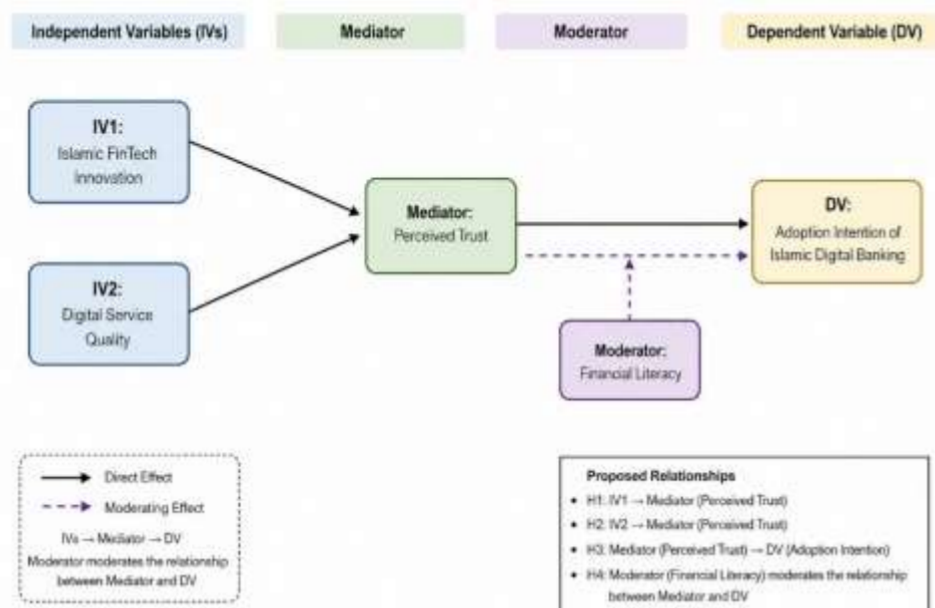 Independent Variables (IVs)
Mediator
Moderator
Dependent Variable (DV)
IV1:
Islamic FinTech
Innovation
IV2:
Digital Service
Quality
Mediator:
Perceived Trust
DV:
Adoption Intention of
Islamic Digital Banking
Moderator:
Financial Literacy
Direct Effect
Moderating Effect
IVs → Mediator → DV
Moderator moderates the relationship
between Mediator and DV
Proposed Relationships
• H1: IV1 → Mediator (Perceived Trust)
• H2: IV2 → Mediator (Perceived Trust)
• H3: Mediator (Perceived Trust) → DV (Adoption Intention)
• H4: Moderator (Financial Literacy) moderates the relationship
between Mediator and DV